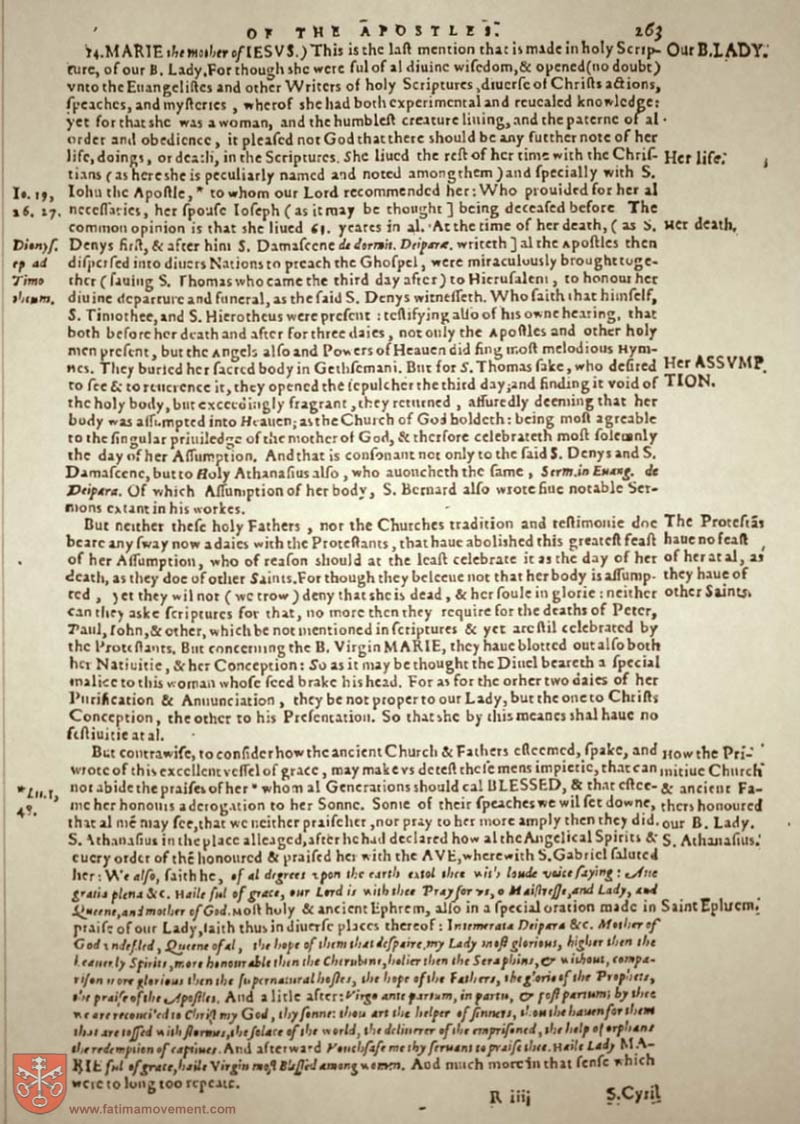 OF THE APOSTLES. 263
14. MARIE the mother of IESVS.) This is the last mention that is made in holy Scrip- Our B. LADY.
ture, of our B. Lady. For though she were ful of al diuine wisedom, & opened (no doubt)
vnto the Euangelistes and other Writers of holy Scriptures, diuerse of Christs actions,
speaches, and mysteries, wherof she had both experimental and reuealed knowledge:
yet for that she was a woman, and the humblest creature liuing, and the paterne of al
order and obedience, it pleased not God that there should be any further note of her
life, doings, or death, in the Scriptures. She liued the rest of her time with the Chris- Her life.
tians (as here she is peculiarly named and noted among them) and specially with S.
Io. 19, Iohn the Apostle, * to whom our Lord recommended her: Who prouided for her al
26. 27. necessaries, her spouse Ioseph (as it may be thought] being deceased before The
common opinion is that she liued 63. yeares in al. At the time of her death, (as S. Her death.
Dionys. Denys first, & after him S. Damascene de dormit. Deiparæ. writeth] al the Apostles then
ep ad dispersed into diuers Nations to preach the Ghospel, were miraculously brought toge-
Timo ther (sauing S. Thomas who came the third day after) to Hierusalem, to honour her
theum. diuine departure and funeral, as the said S. Denys witnesseth. Who saith that himself,
S. Timothee, and S. Hierotheus were present: testifying also of his owne hearing, that
both before her death and after for three daies, not only the Apostles and other holy
men present, but the Angels also and Powers of Heauen did sing most melodious Hym-
nes. They buried her sacred body in Gethsemani. But for S. Thomas sake, who desired Her ASSVMP
to see & to reuerence it, they opened the sepulcher the third day; and finding it void of TION.
the holy body, but exceedingly fragrant, they returned, assuredly deeming that her
body was assumpted into Heauen; as the Church of God holdeth: being most agreable
to the singular priuiledge of the mother of God, & therfore celebrateth most solemnly
the day of her Assumption. And that is consonant not only to the said S. Denys and S.
Damascene, but to Holy Athanasius also, who auoucheth the same, Serm. in Euang. de
Deipara. Of which Assumption of her body, S. Bernard also wrote fiue notable Ser-
mons extant in his workes.
But neither these holy Fathers, nor the Churches tradition and testimonie doe The Protestãs
beare any sway now a daies with the Protestants, that haue abolished this greatest feast haue no feast
of her Assumption, who of reason should at the least celebrate it as the day of her of her at al, as
death, as they doe of other Saints. For though they beleeue not that her body is assump- they haue of
ted, yet they wil not (we trow) deny that she is dead, & her soule in glorie: neither other Saints.
can they aske scriptures for that, no more then they require for the deaths of Peter,
Paul, Iohn, & other, which be not mentioned in scriptures & yet are stil celebrated by
the Protestants. But concerning the B. Virgin MARIE, they haue blotted out also both
her Natiuitie, & her Conception: So as it may be thought the Diuel beareth a special
malice to this woman whose seed brake his head. For as for the other two daies of her
Purification & Annunciation, they be not proper to our Lady, but the one to Christs
Conception, the other to his Presentation. So that she by this meanes shal haue no
festiuitie at al.
But contrawise, to consider how the ancient Church & Fathers esteemed, spake, and How the Pri-
wrote of this excellent vessel of grace, may make vs detest these mens impietie, that can mitiue Church
*Lu. 1, not abide the praises of her * whom al Generations should cal BLESSED, & that estee- & ancient Fa-
48. me her honours a derogation to her Sonne. Some of their speaches we wil set downe, thers honoured
that al mē may see, that we neither praise her, nor pray to her more amply then they did. our B. Lady.
S. Athanasius in the place alleaged, after he had declared how al the Angelical Spirits & S. Athanasius.
euery order of thē honoured & praised her with the AVE, wherewith S. Gabriel saluted
her: We also, saith he, of al degrees vpon the earth extol thee with loude voice saying: Aue
gratia plena &c. Haile ful of grace, our Lord is with thee Pray for vs, o Maistresse, and Lady, and
Queene, and mother of God. Most holy & ancient Ephrem, also in a special oration made in Saint Ephrem.
praise of our Lady, saith thus in diuerse places thereof: Intemerata Deipara &c. Mother of
God vndefiled, Queene of al, the hope of them that despaire, my Lady most glorious, higher then the
heauenly Spirits, more honourable then the Cherubins, holier then the Seraphins, & without, compa-
rison more glorious then the supernatural hostes, the hope of the Fathers, the glorie of the Prophets,
the praise of the Apostles. And a litle after: Virgo ante partum, in partu, & post partum; by thee
we are reconciled to Christ my God, thy sonne: thou art the helper of sinners, thou the hauen for them
that are tossed with stormes, the solace of the world, the deliuerer of the emprisoned, the help of orphans
the redemption of captiues. And afterward Vouchsafe me thy seruant to praise thee. Haile Lady MA-
RIE ful of grace, haile Virgin most Blessed among women. And much more in that sense which
were to long too repeate.
R iiij S. Cyril
www.fatimamovement.com